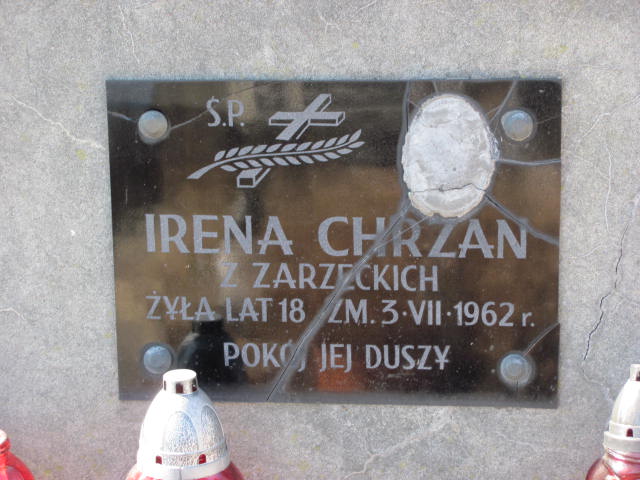 Ś.P.
IRENA CHRZAN
Z ZARZECKICH
ŻYŁA LAT 18 ZM. 3·VII·1962 r.
POKÓJ JEJ DUSZY